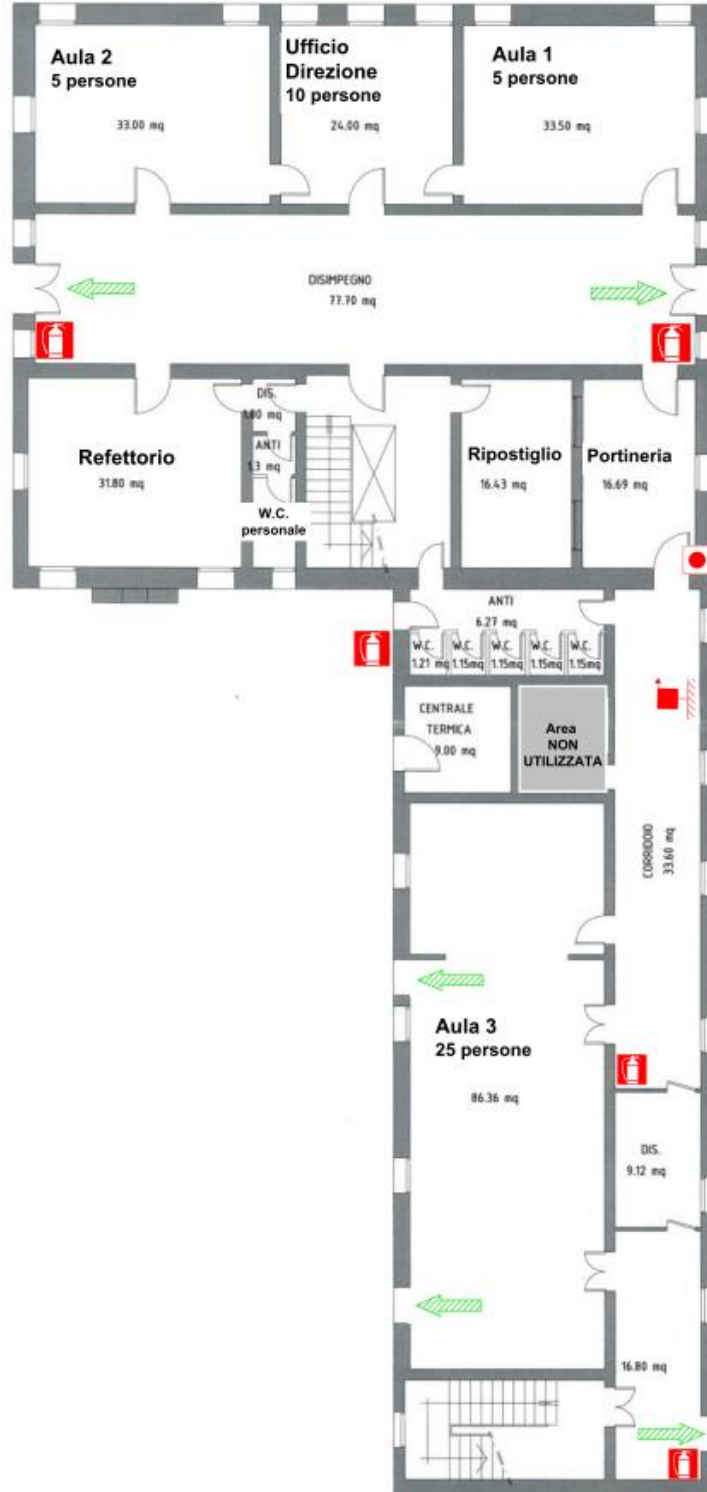 Aula 2
5 persone
33.00 mq
Ufficio
Direzione
10 persone
24.00 mq
Aula 1
5 persone
33.50 mq
DISIMPEGNO
77.70 mq
Refettorio
31.80 mq
DIS.
1.80 mq
ANTI
1.3 mq
W.C.
personale
Ripostiglio
16.43 mq
Portineria
16.69 mq
ANTI
6.27 mq
W.C.
1.21 mq
W.C.
1.15mq
W.C.
1.15mq
W.C.
1.15mq
W.C.
1.15mq
CENTRALE
TERMICA
9.00 mq
Area
NON
UTILIZZATA
CORRIDOIO
33.60 mq
Aula 3
25 persone
86.36 mq
DIS.
9.12 mq
16.80 mq